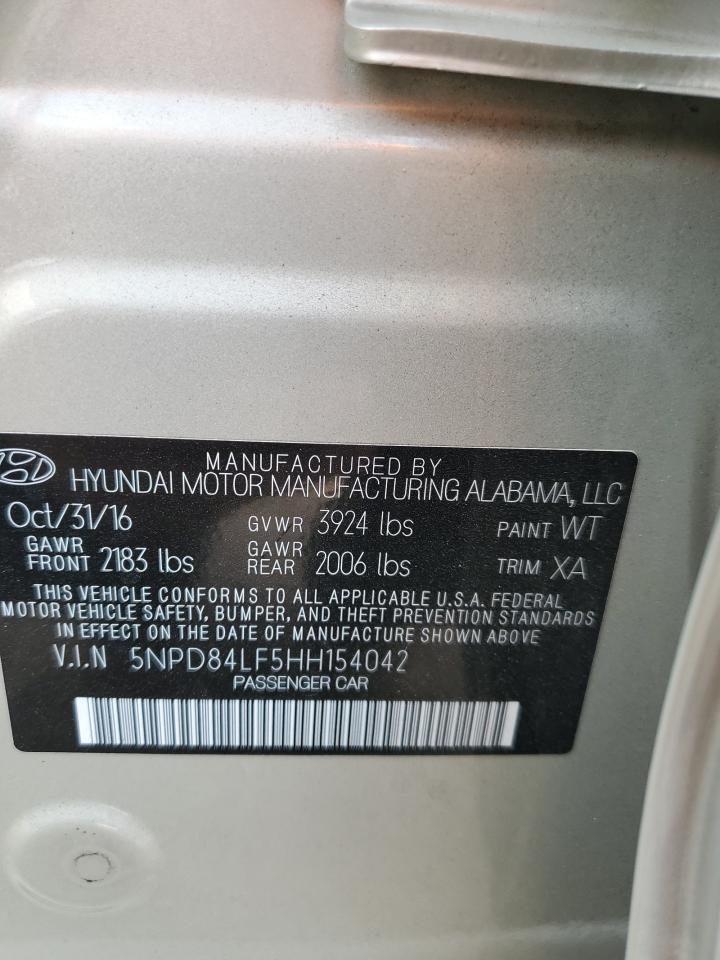 MANUFACTURED BY
HYUNDAI MOTOR MANUFACTURING ALABAMA, LLC
Oct/31/16 GVWR 3924 lbs PAINT WT
GAWR FRONT 2183 lbs GAWR REAR 2006 lbs TRIM XA
THIS VEHICLE CONFORMS TO ALL APPLICABLE U.S.A. FEDERAL
MOTOR VEHICLE SAFETY, BUMPER, AND THEFT PREVENTION STANDARDS
IN EFFECT ON THE DATE OF MANUFACTURE SHOWN ABOVE
V.I.N 5NPD84LF5HH154042
PASSENGER CAR